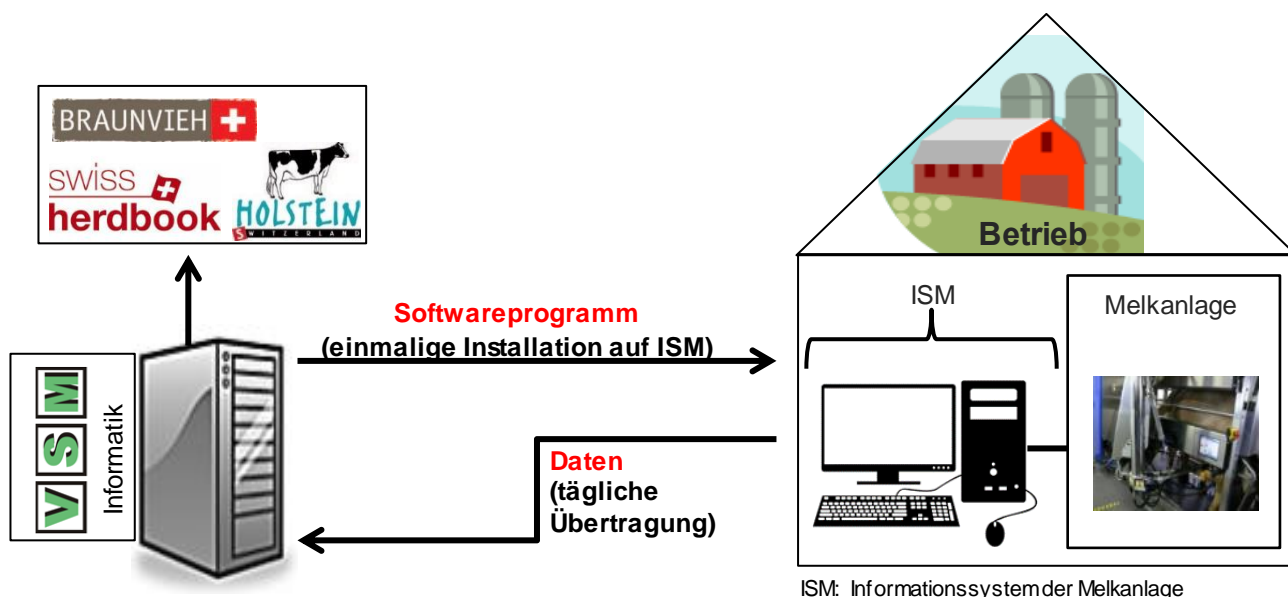 BRAUNVIEH
swiss
herdbook
HOLSTEIN
SWITZERLAND
VSM
Informatik
Softwareprogramm
(einmalige Installation auf ISM)
Daten
(tägliche
Übertragung)
Betrieb
ISM
Melkanlage
ISM: Informationssystem der Melkanlage